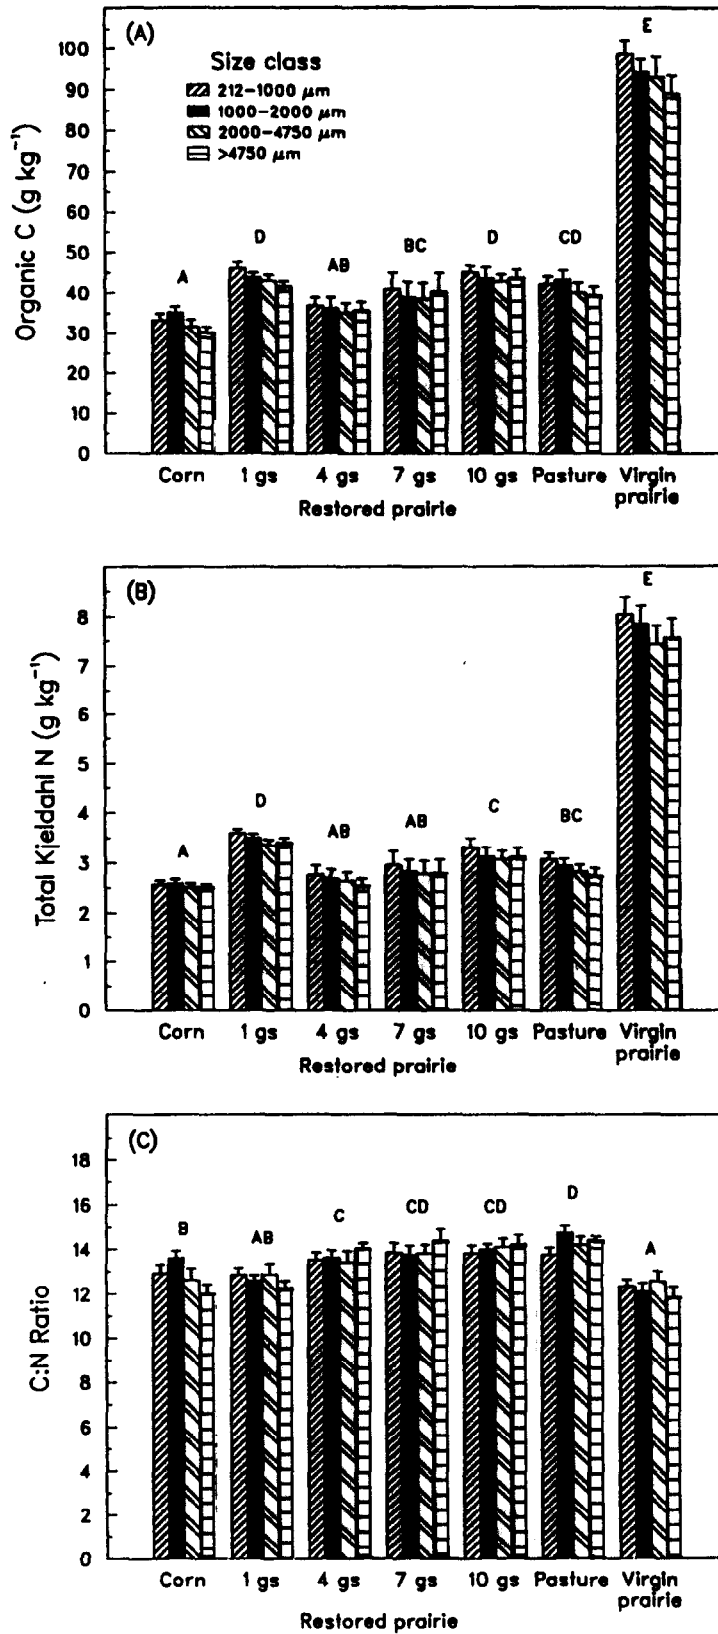 (A)
E
Size class
212-1000 μm
1000-2000 μm
2000-4750 μm
>4750 μm
A D AB BC D CD
Organic C (g kg⁻¹)
100
90
80
70
60
50
40
30
20
10
0
Corn 1 gs 4 gs 7 gs 10 gs Pasture Virgin
prairie
Restored prairie
(B)
E
A D AB AB C BC
Total Kjeldahl N (g kg⁻¹)
8
7
6
5
4
3
2
1
0
Corn 1 gs 4 gs 7 gs 10 gs Pasture Virgin
prairie
Restored prairie
(C)
B AB C CD CD D A
C:N Ratio
18
16
14
12
10
8
6
4
2
0
Corn 1 gs 4 gs 7 gs 10 gs Pasture Virgin
prairie
Restored prairie